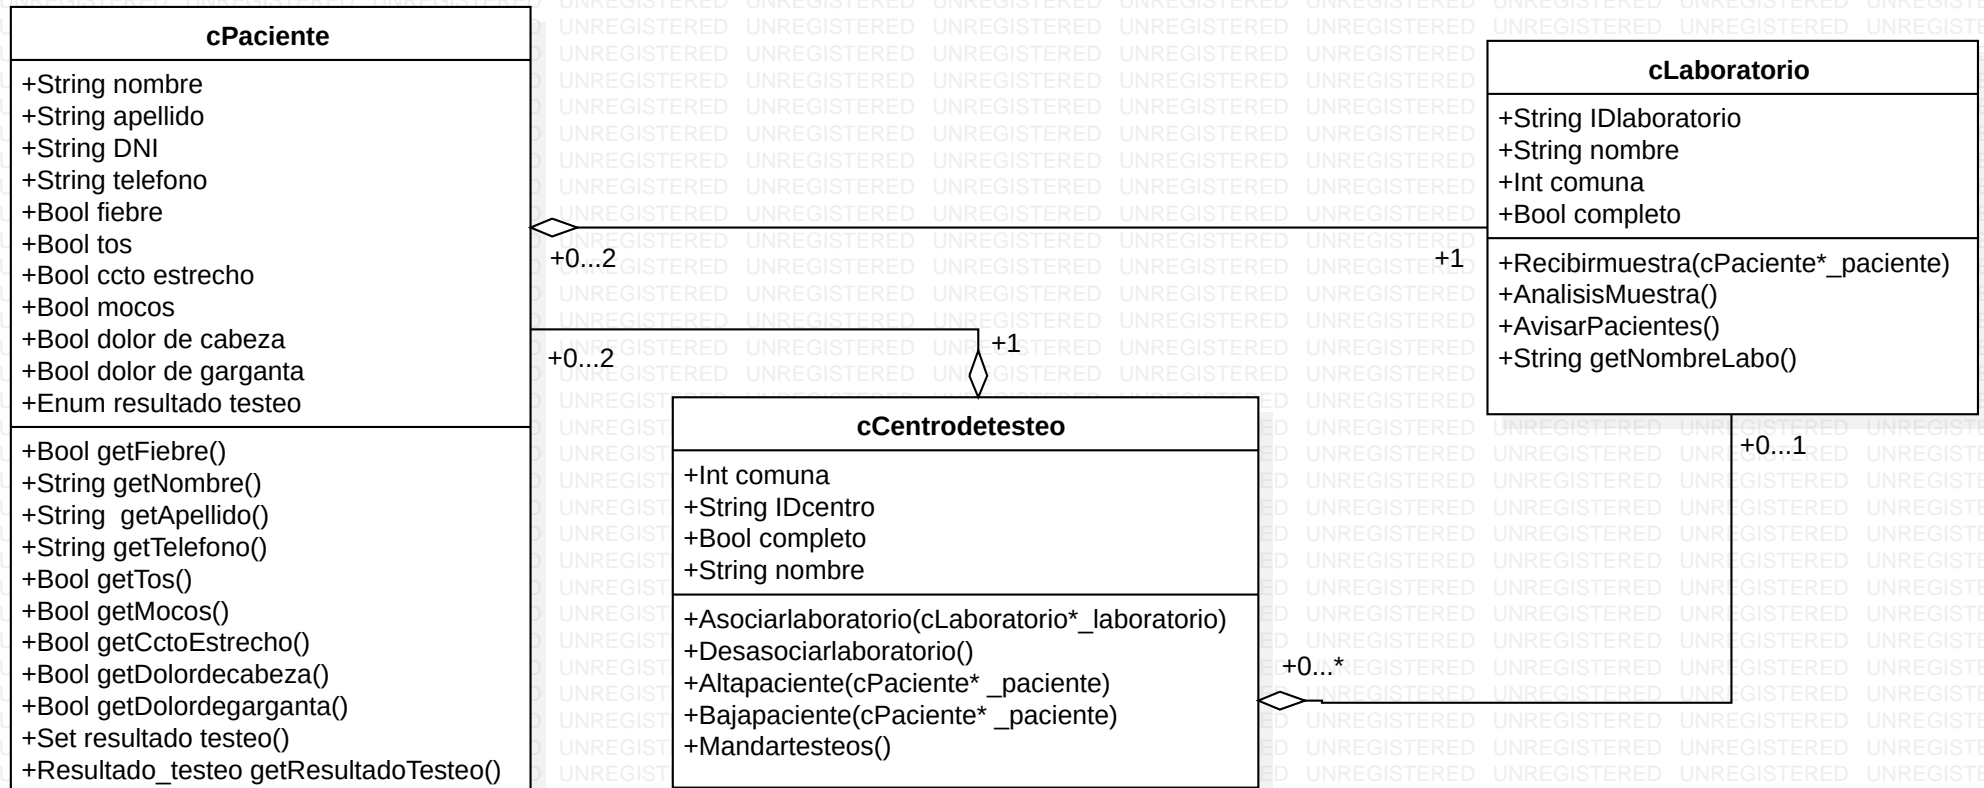 cPaciente
+String nombre
+String apellido
+String DNI
+String telefono
+Bool fiebre
+Bool tos
+Bool ccto estrecho
+Bool mocos
+Bool dolor de cabeza
+Bool dolor de garganta
+Enum resultado testeo
+Bool getFiebre()
+String getNombre()
+String  getApellido()
+String getTelefono()
+Bool getTos()
+Bool getMocos()
+Bool getCctoEstrecho()
+Bool getDolordecabeza()
+Bool getDolordegarganta()
+Set resultado testeo()
+Resultado_testeo getResultadoTesteo()
+0...2
+1
+0...2
+1
cCentrodetesteo
+Int comuna
+String IDcentro
+Bool completo
+String nombre
+Asociarlaboratorio(cLaboratorio*_laboratorio)
+Desasociarlaboratorio()
+Altapaciente(cPaciente* _paciente)
+Bajapaciente(cPaciente* _paciente)
+Mandartesteos()
cLaboratorio
+String IDlaboratorio
+String nombre
+Int comuna
+Bool completo
+Recibirmuestra(cPaciente*_paciente)
+AnalisisMuestra()
+AvisarPacientes()
+String getNombreLabo()
+0...1
+0...*
UNREGISTERED